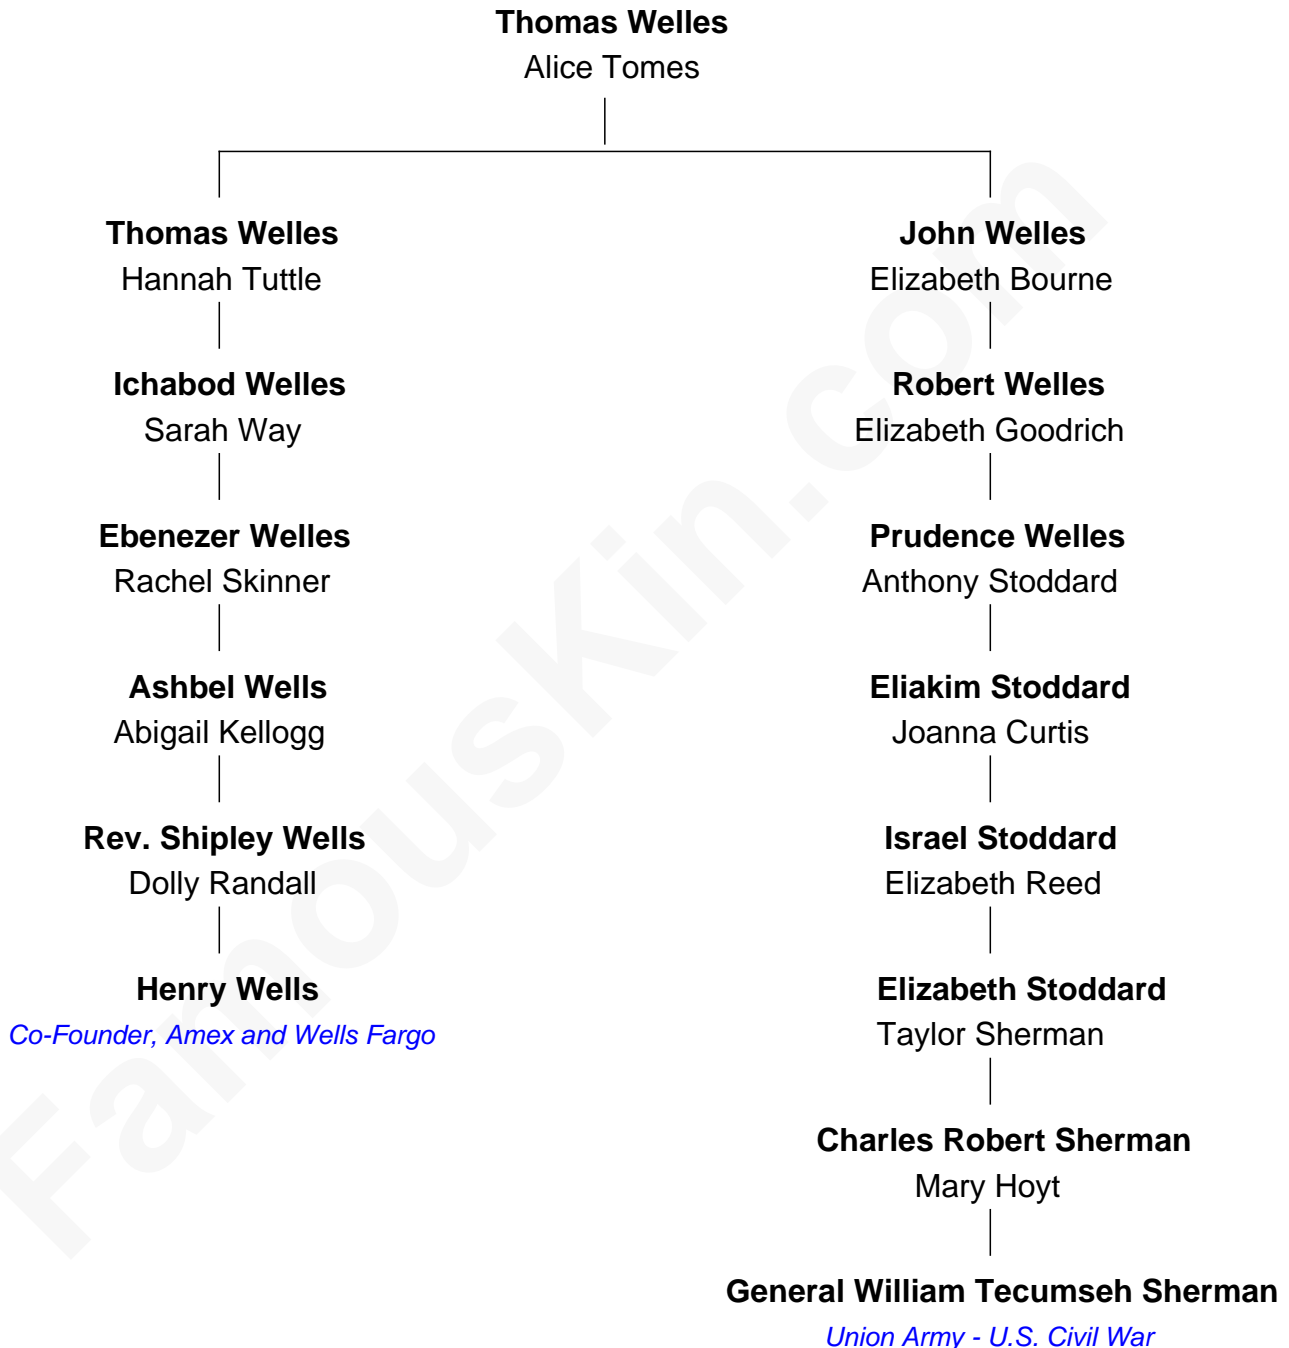 Thomas Welles
Alice Tomes
Thomas Welles
Hannah Tuttle
John Welles
Elizabeth Bourne
Ichabod Welles
Sarah Way
Robert Welles
Elizabeth Goodrich
Ebenezer Welles
Rachel Skinner
Prudence Welles
Anthony Stoddard
Ashbel Wells
Abigail Kellogg
Eliakim Stoddard
Joanna Curtis
Rev. Shipley Wells
Dolly Randall
Israel Stoddard
Elizabeth Reed
Henry Wells
Co-Founder, Amex and Wells Fargo
Elizabeth Stoddard
Taylor Sherman
Charles Robert Sherman
Mary Hoyt
General William Tecumseh Sherman
Union Army - U.S. Civil War
FamousKin.com